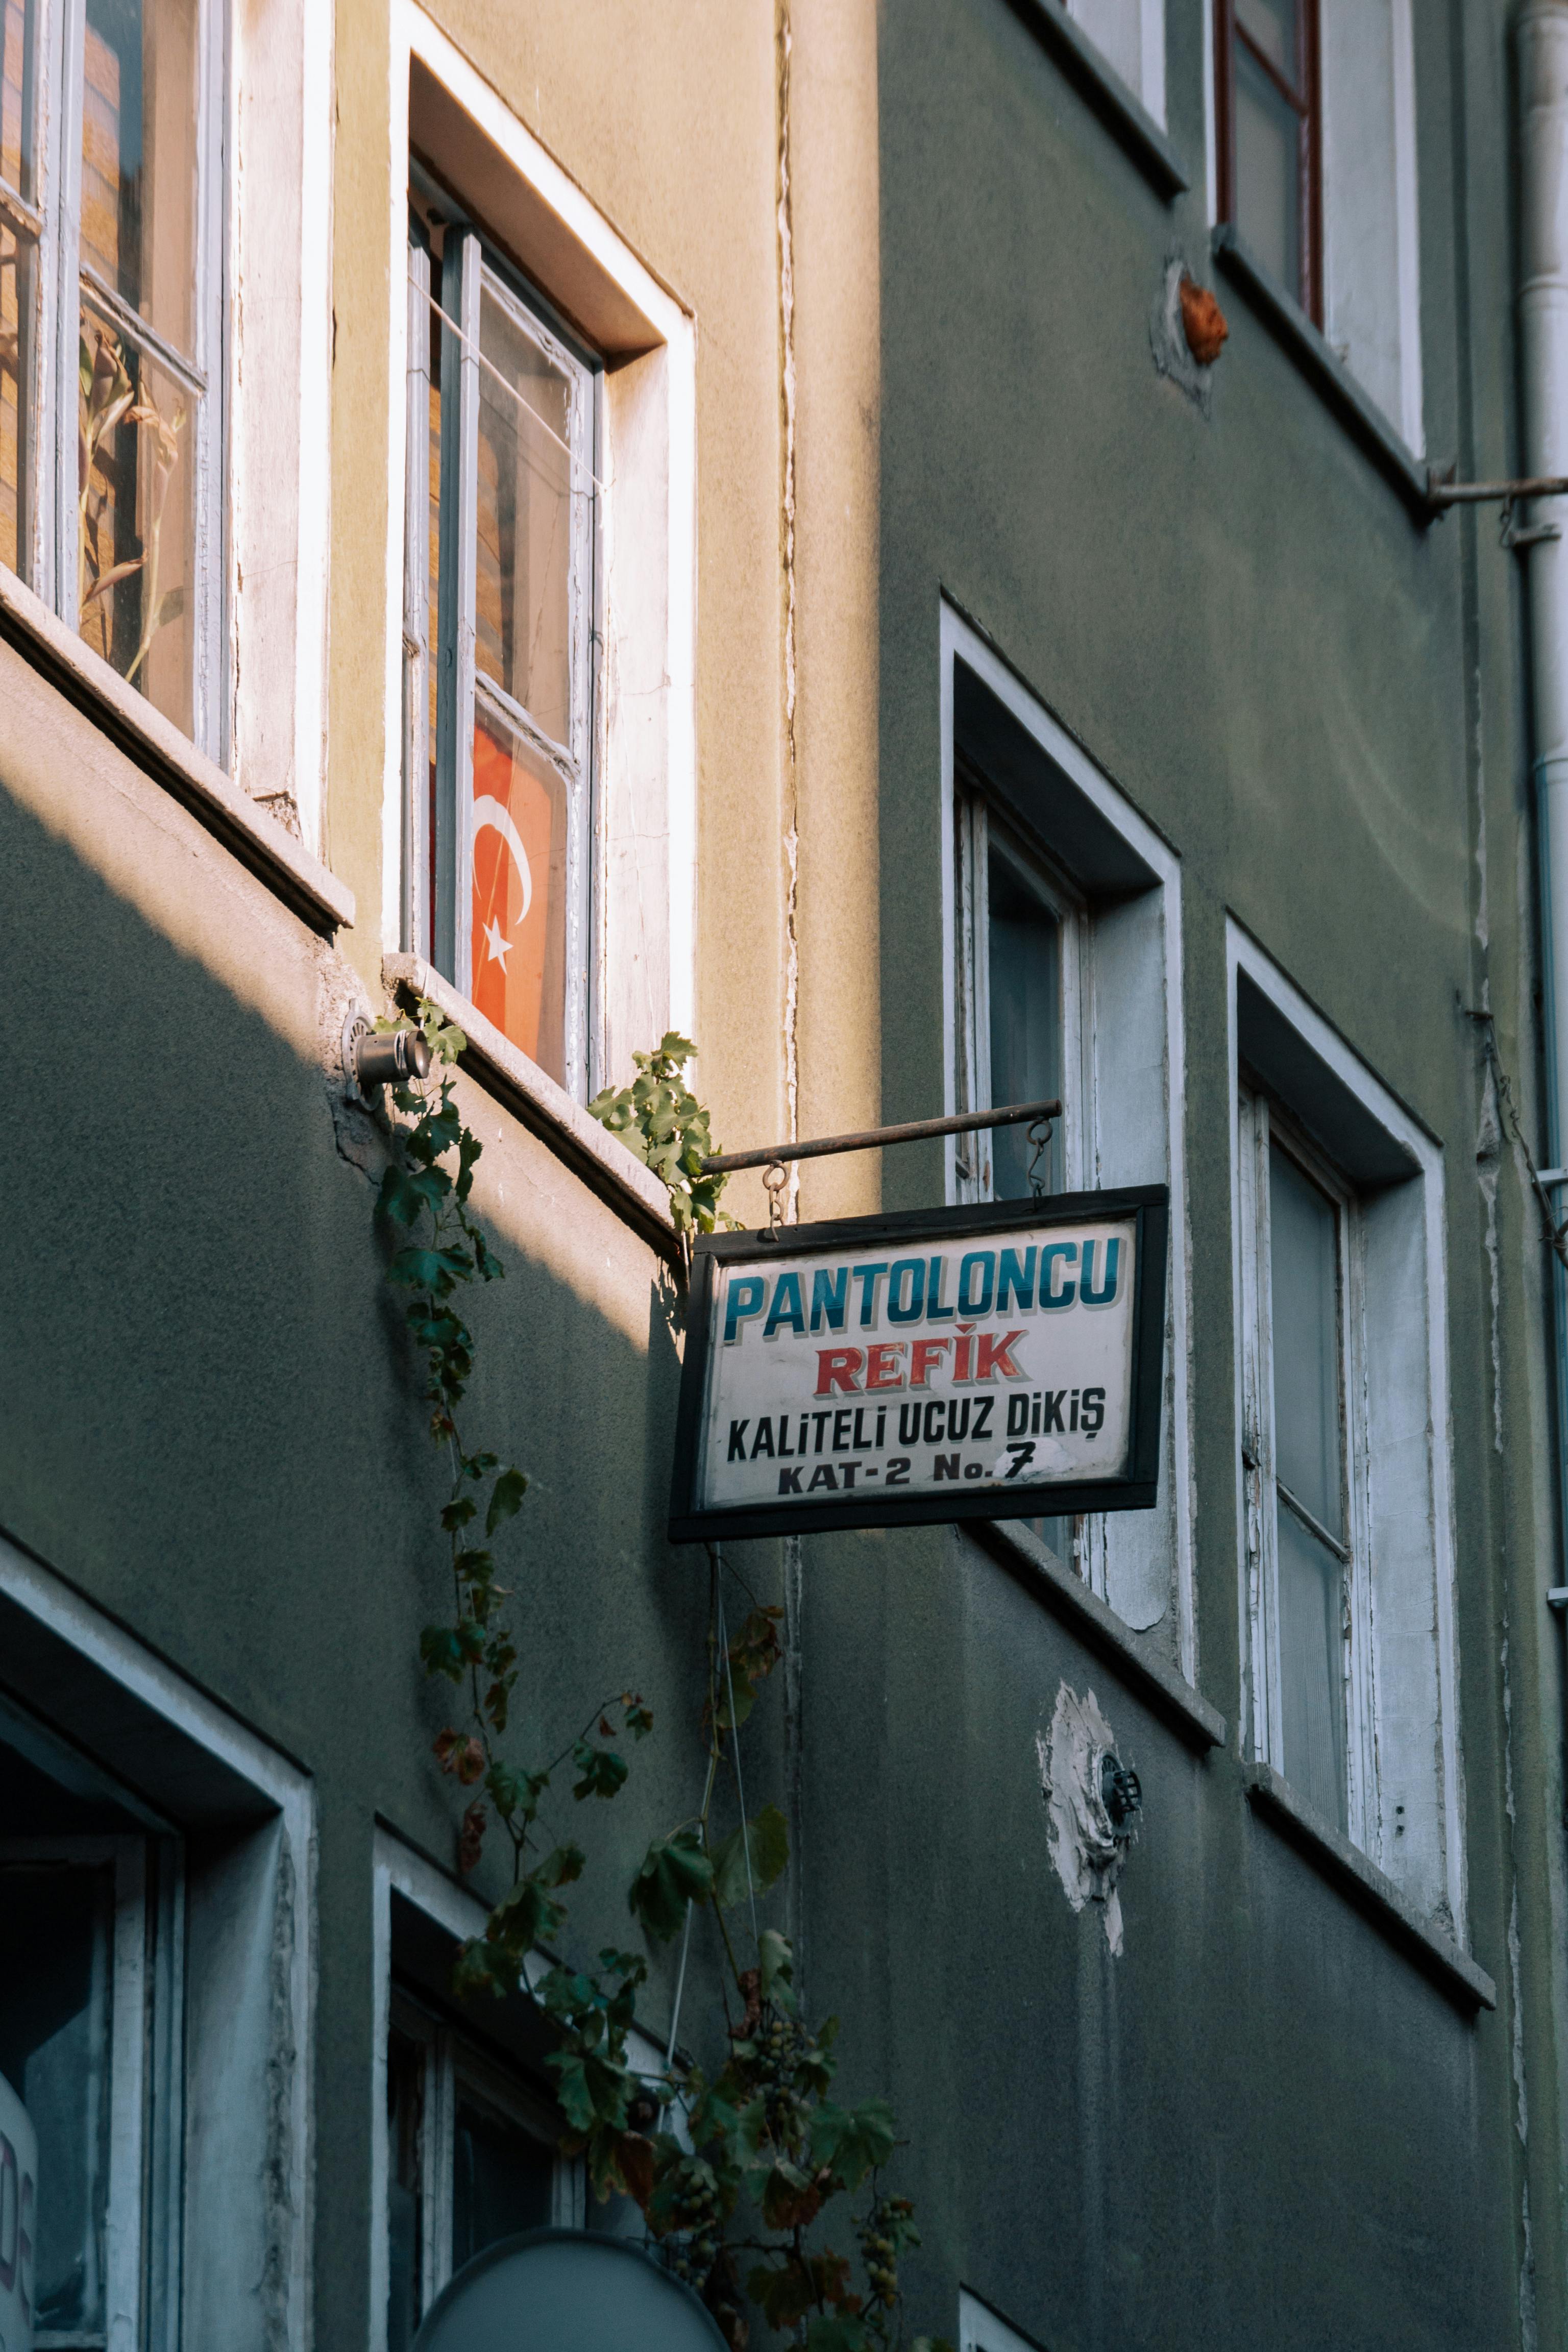 PANTOLONCU
REFİK
KALİTELİ UCUZ DİKİŞ
KAT-2 No.7